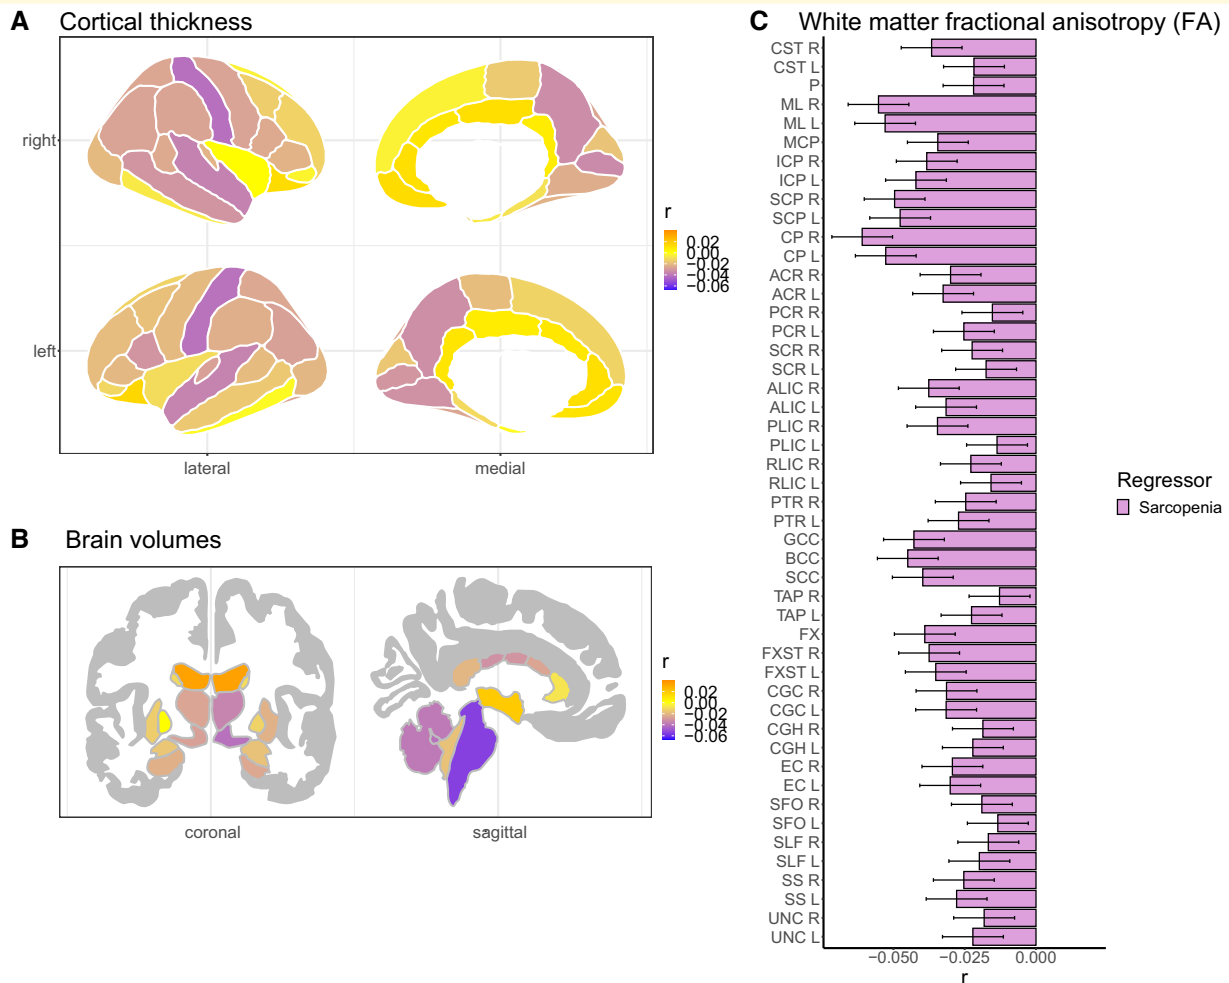 A Cortical thickness
right
left
lateral
medial
r
0.02
0.00
−0.02
−0.04
−0.06
B Brain volumes
coronal
sagittal
r
0.02
0.00
−0.02
−0.04
−0.06
C White matter fractional anisotropy (FA)
CST R
CST L
P
ML R
ML L
MCP
ICP R
ICP L
SCP R
SCP L
CP R
CP L
ACR R
ACR L
PCR R
PCR L
SCR R
SCR L
ALIC R
ALIC L
PLIC R
PLIC L
RLIC R
RLIC L
PTR R
PTR L
GCC
BCC
SCC
TAP R
TAP L
FX
FXST R
FXST L
CGC R
CGC L
CGH R
CGH L
EC R
EC L
SFO R
SFO L
SLF R
SLF L
SS R
SS L
UNC R
UNC L
−0.050 −0.025 0.000
r
Regressor
Sarcopenia